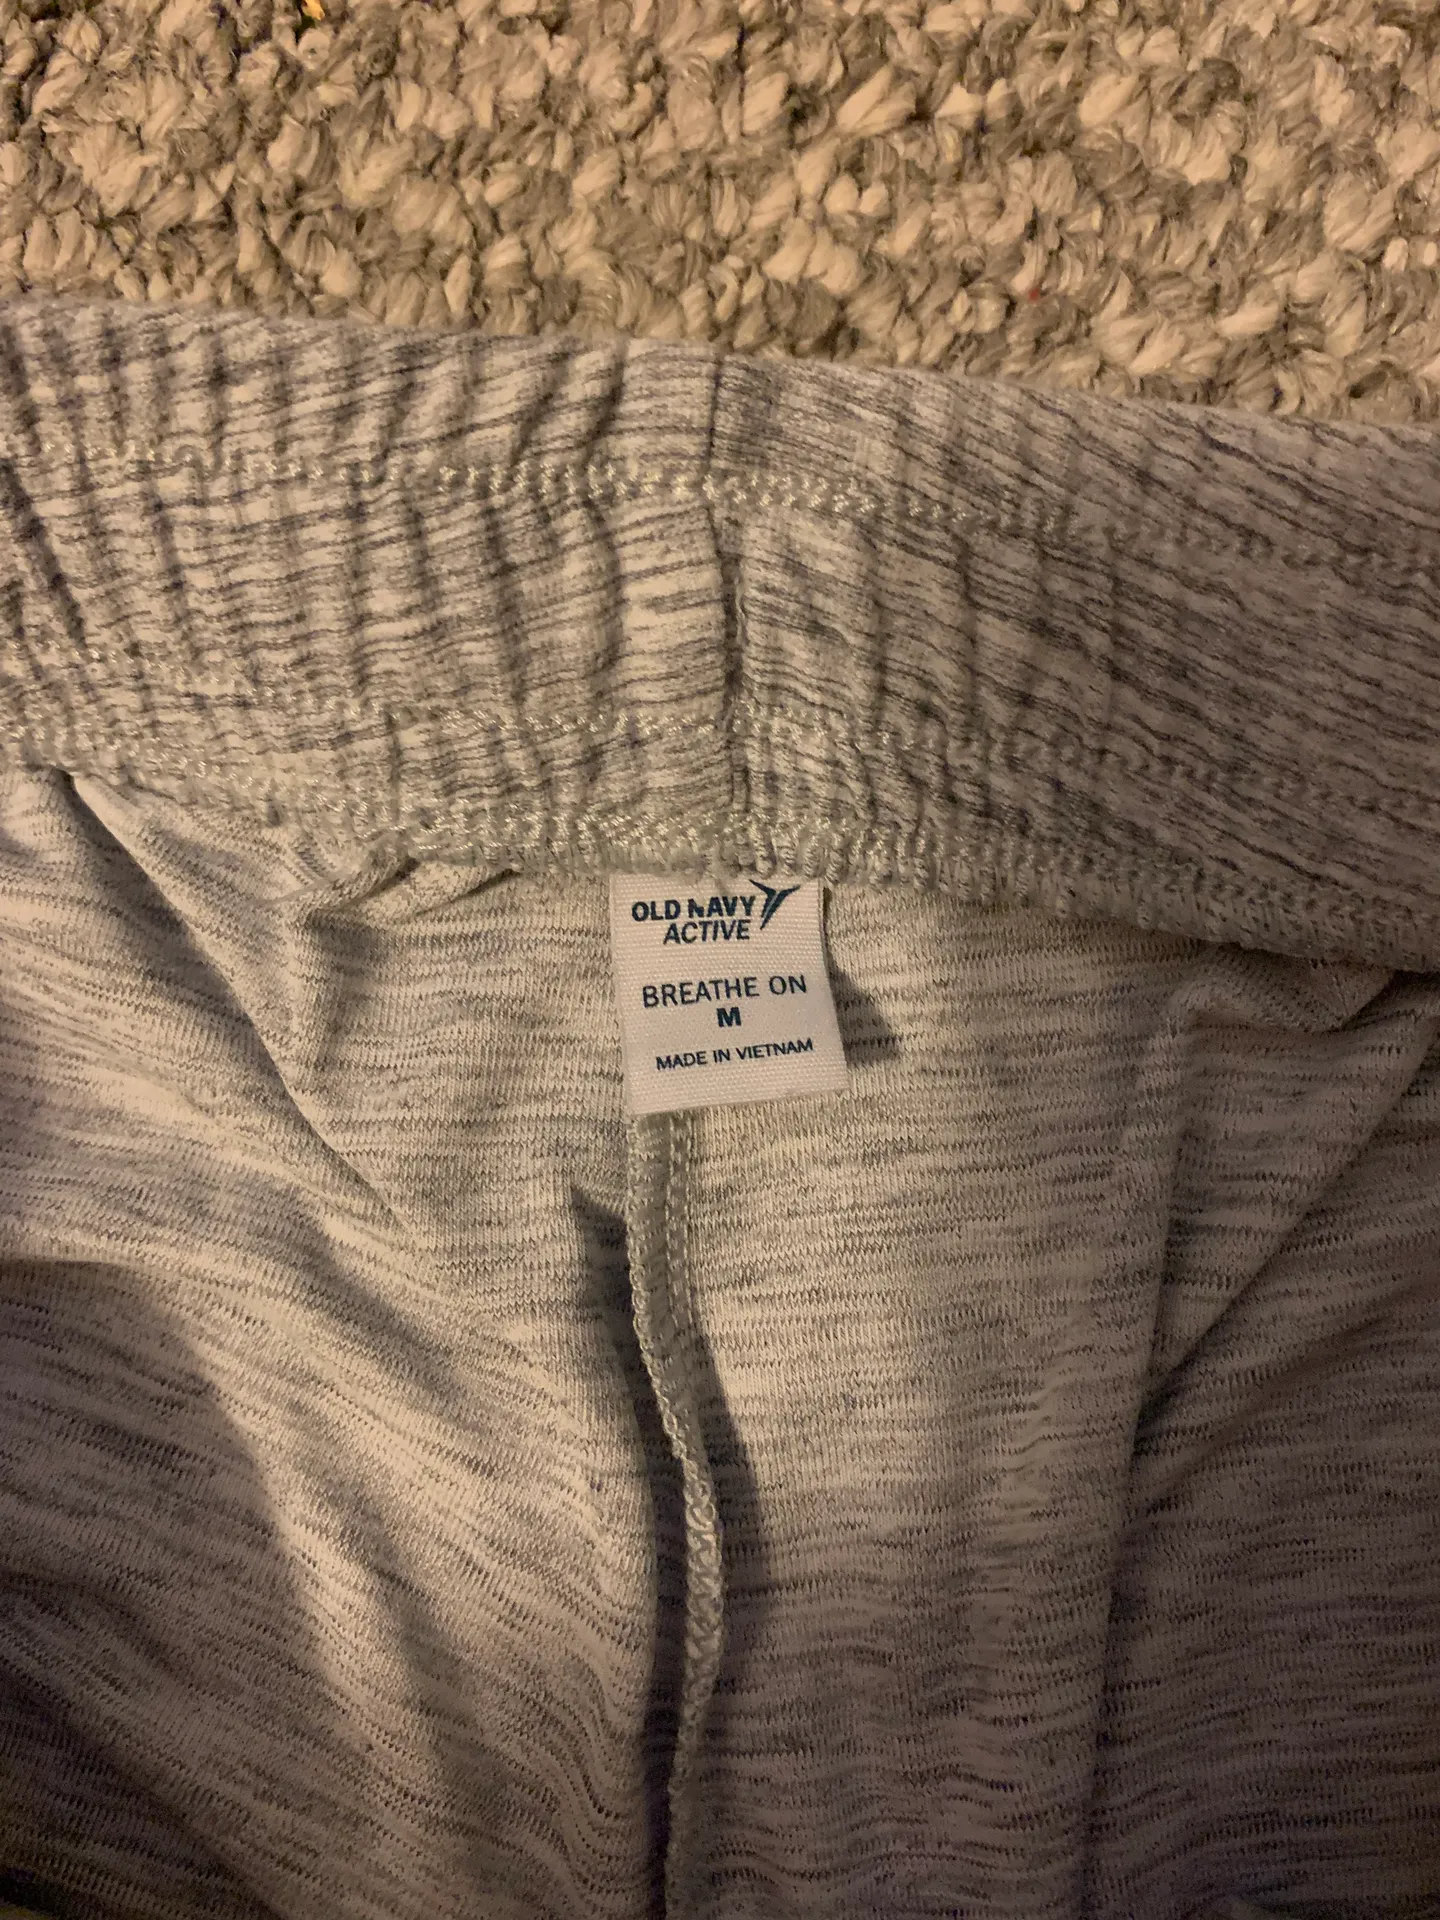 OLD NAVY
ACTIVE
BREATHE ON
M
MADE IN VIETNAM